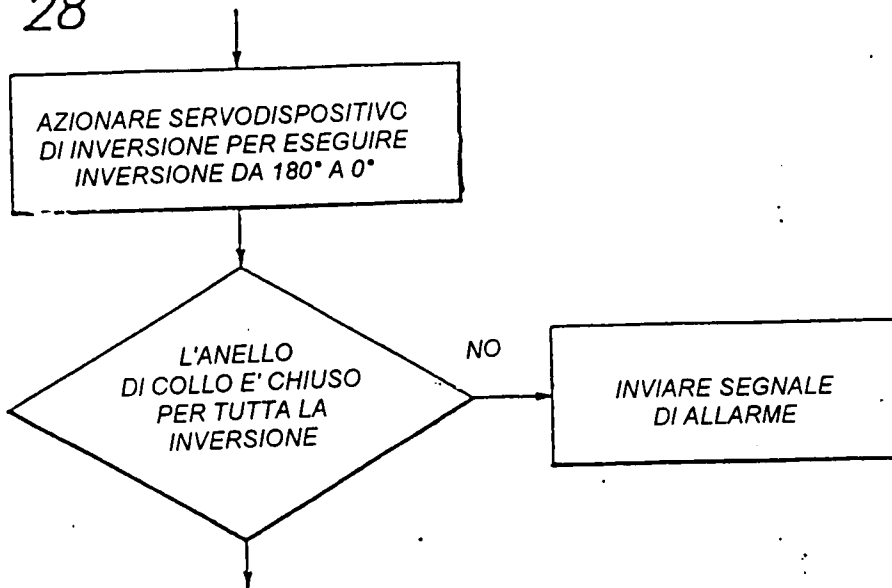 28
AZIONARE SERVODISPOSITIVO
DI INVERSIONE PER ESEGUIRE
INVERSIONE DA 180° A 0°
L'ANELLO
DI COLLO E' CHIUSO
PER TUTTA LA
INVERSIONE
NO
INVIARE SEGNALE
DI ALLARME